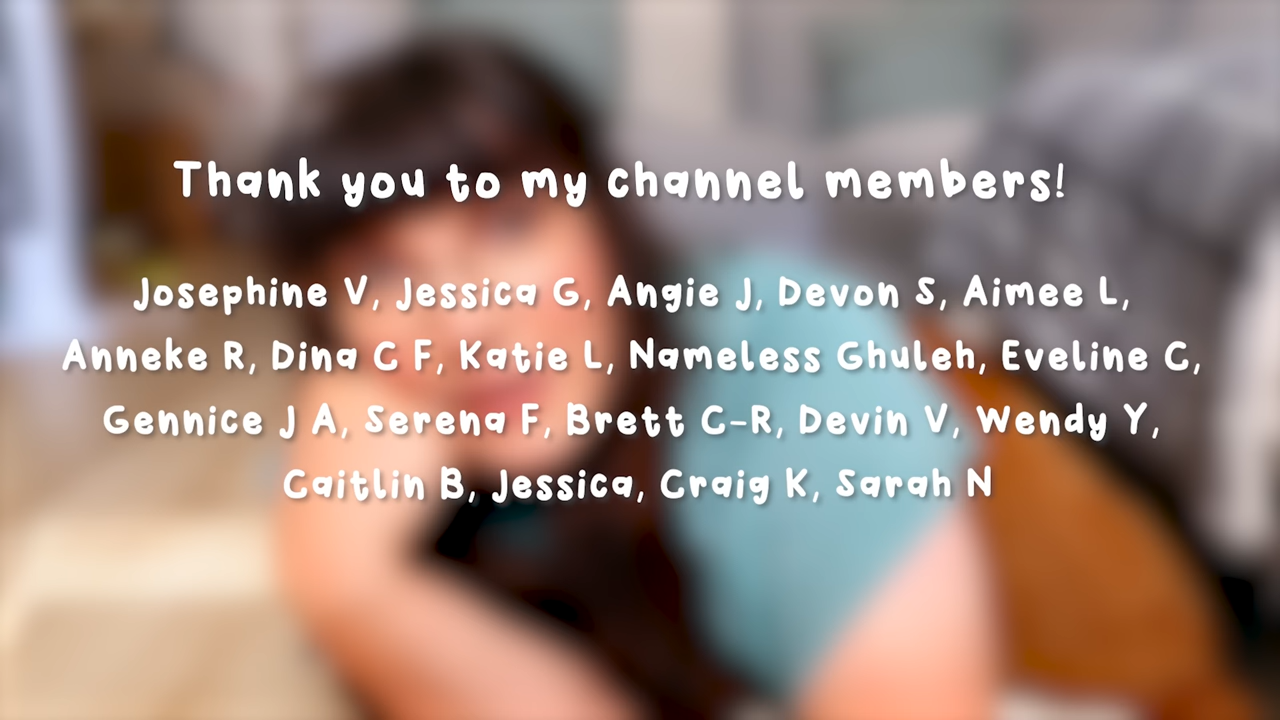 Thank you to my channel members!
Josephine V, Jessica G, Angie J, Devon S, Aimee L,
Anneke R, Dina C F, Katie L, Nameless Ghuleh, Eveline C,
Gennice J A, Serena F, Brett C-R, Devin V, Wendy Y,
Caitlin B, Jessica, Craig K, Sarah N